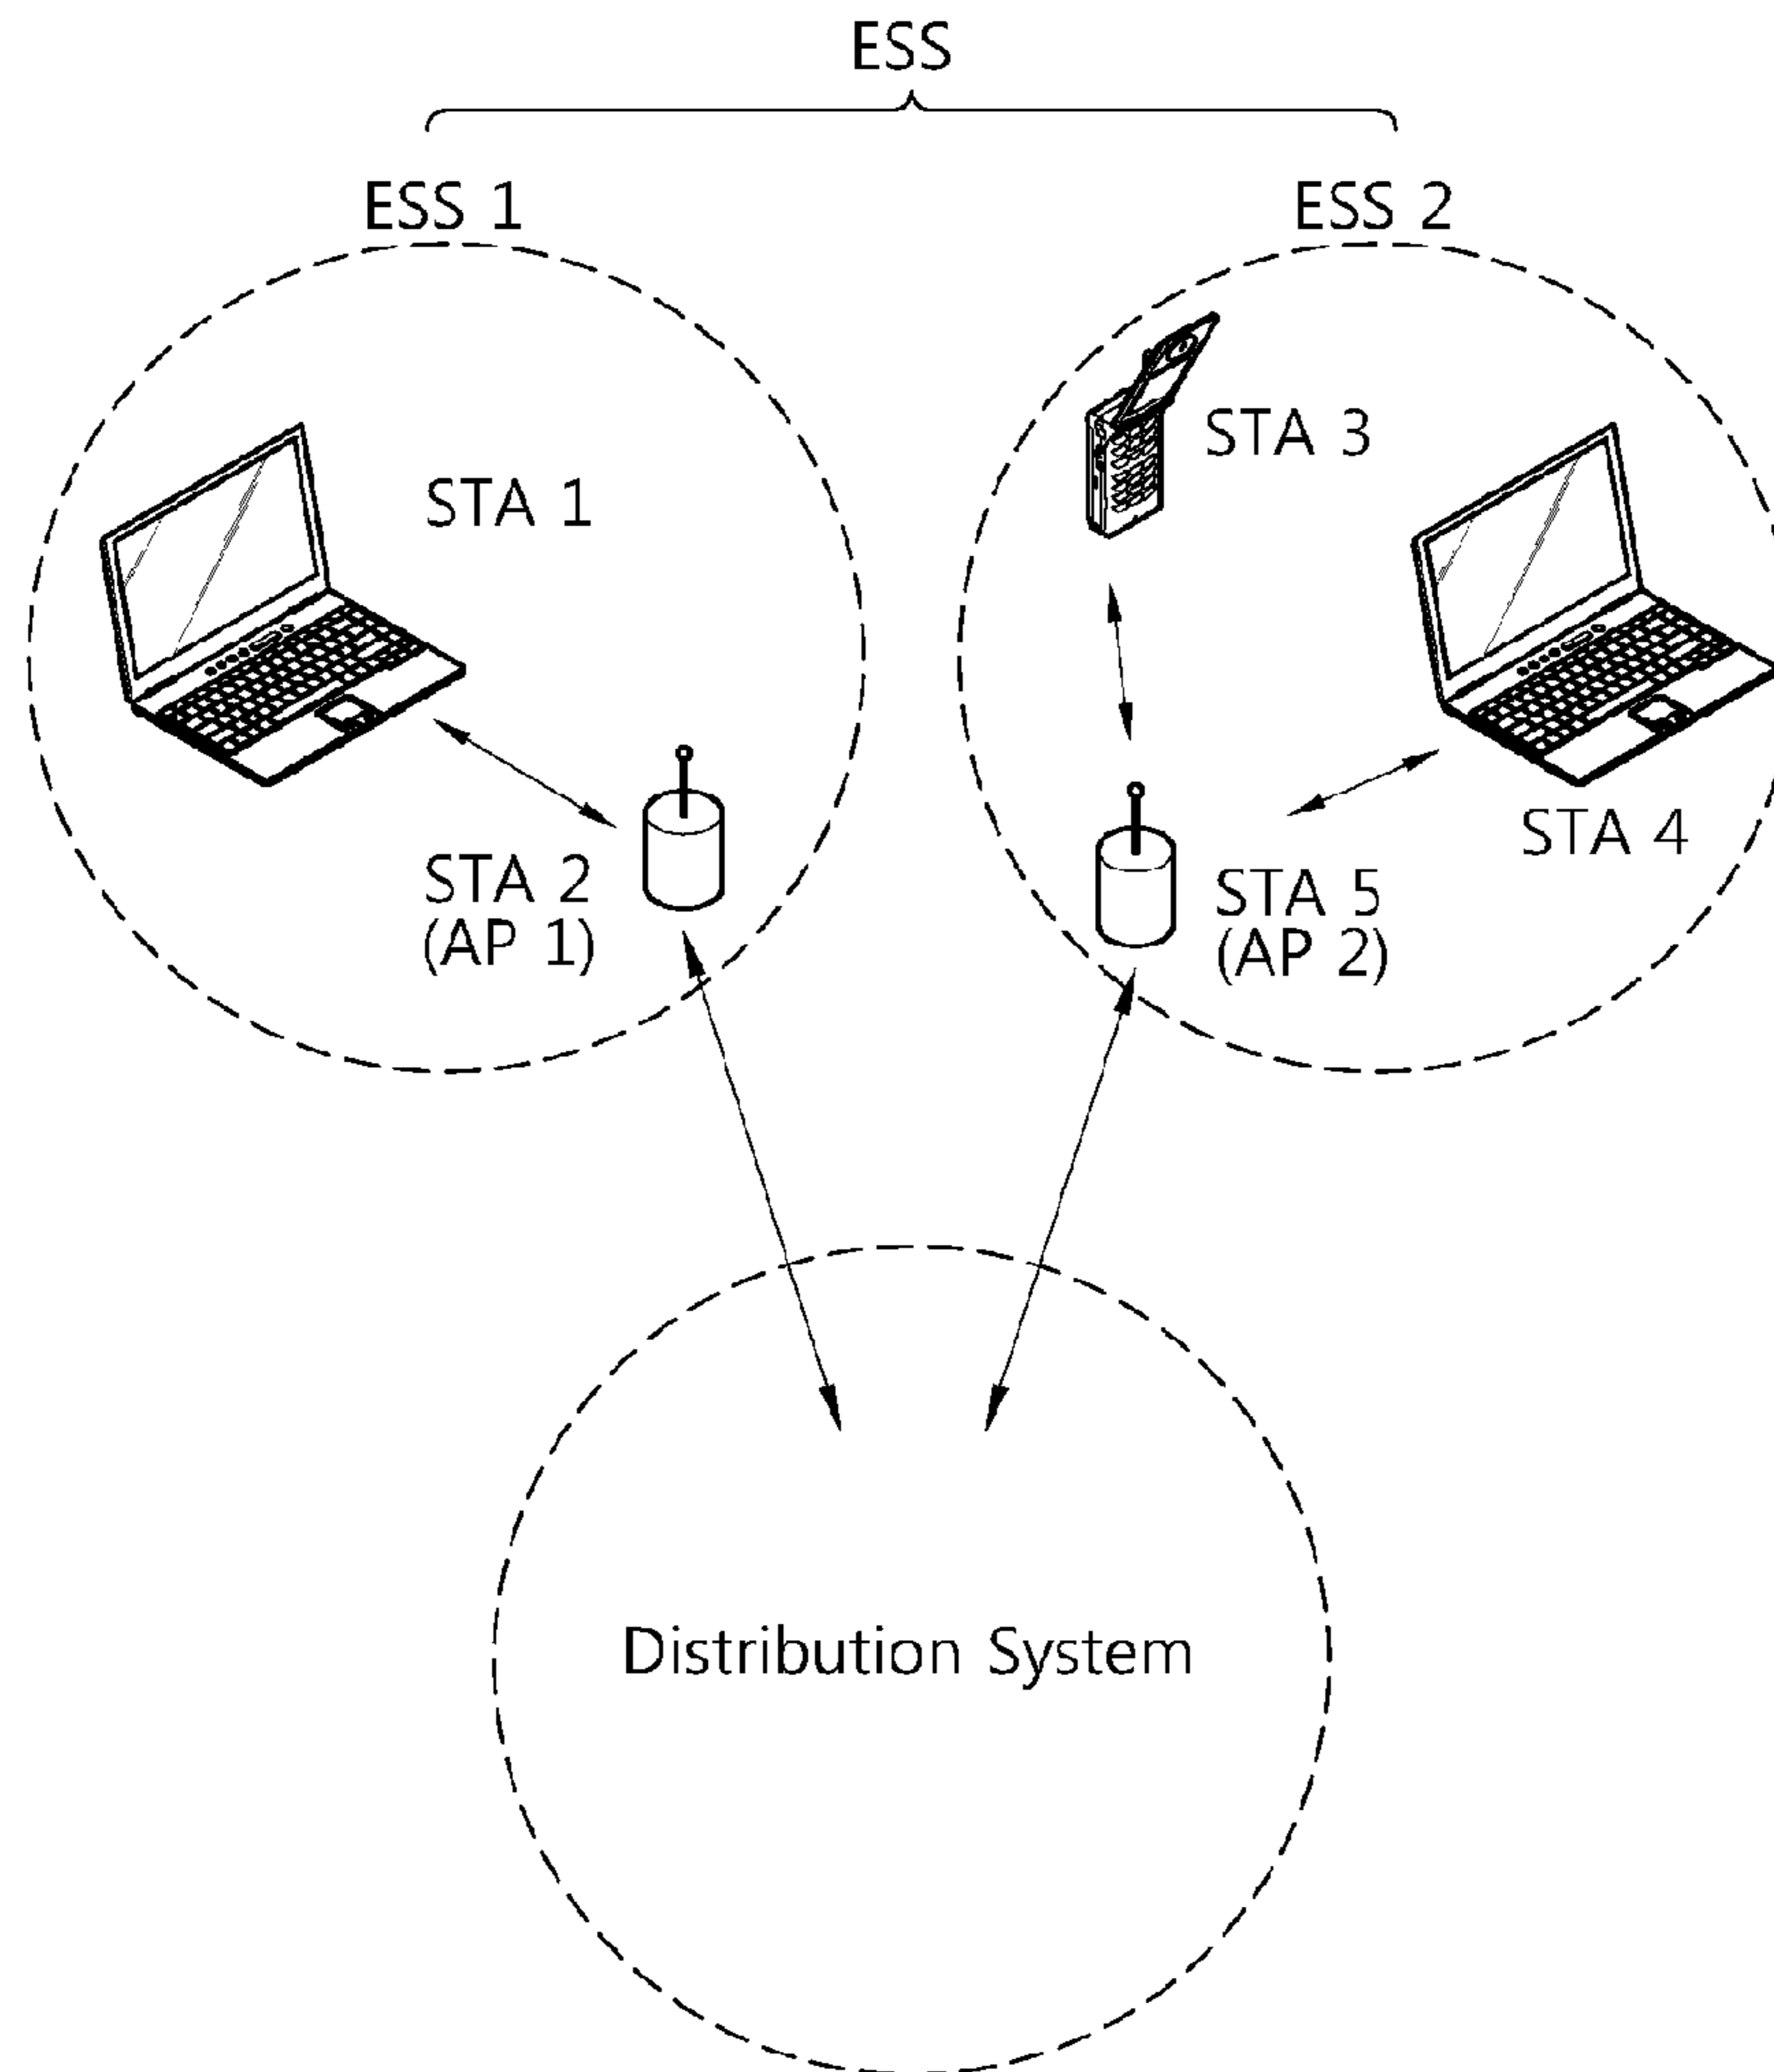 ESS
ESS 1
ESS 2
STA 3
STA 1
STA 4
STA 2
(AP 1)
STA 5
(AP 2)
Distribution System